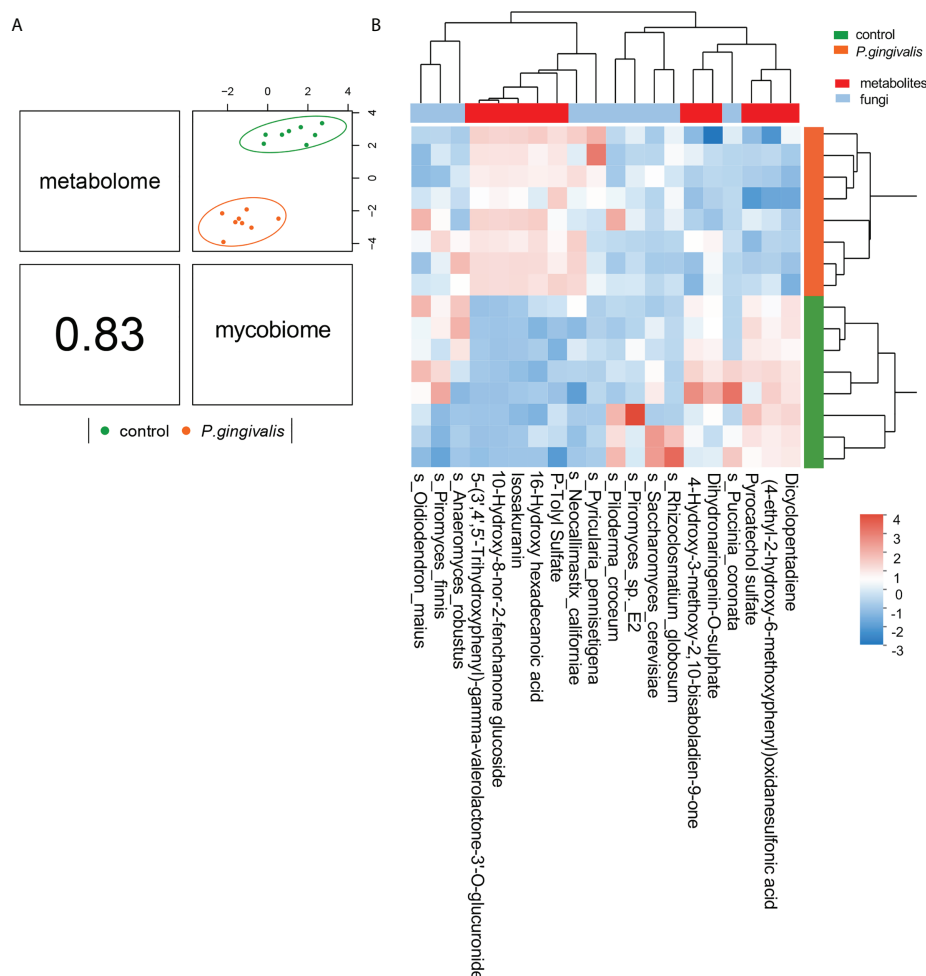 A
B
control
P.gingivalis
metabolites
fungi
−2 0 2 4
metabolome
4
2
0
−2
−4
0.83
mycobiome
control P.gingivalis
s_Oidiodendron_maius
s_Piromyces_finnis
s_Anaeromyces_robustus
5-(3',4',5'-Trihydroxyphenyl)-gamma-valerolactone-3'-O-glucuronide
10-Hydroxy-8-nor-2-fenchanone glucoside
Isosakuranin
16-Hydroxy hexadecanoic acid
P-Tolyl Sulfate
s_Neocallimastix_californiae
s_Pyricularia_pennisetigena
s_Piloderma_croceum
s_Piromyces_sp._E2
s_Saccharomyces_cerevisiae
s_Rhizoclosmatium_globosum
4-Hydroxy-3-methoxy-2,10-bisaboladien-9-one
Dihydronaringenin-O-sulphate
s_Puccinia_coronata
Pyrocatechol sulfate
(4-ethyl-2-hydroxy-6-methoxyphenyl)oxidanesulfonic acid
Dicyclopentadiene
4
3
2
1
0
-1
-2
-3